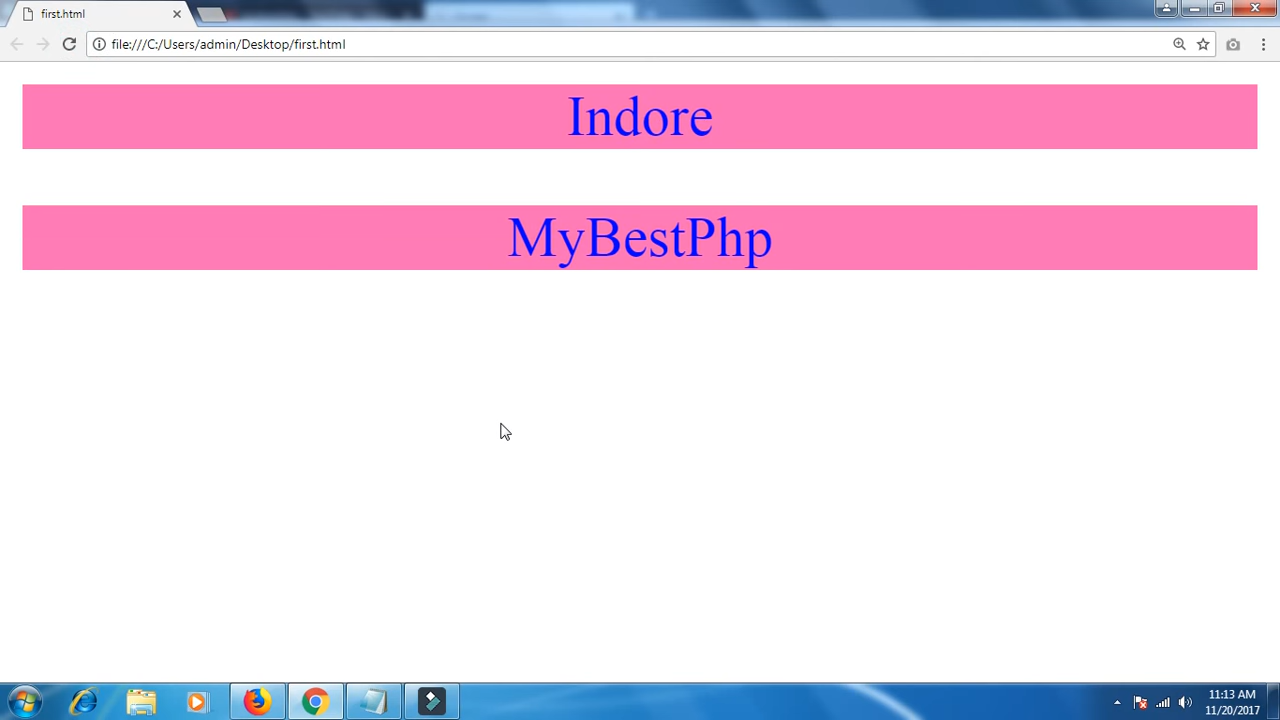 first.html
file:///C:/Users/admin/Desktop/first.html
Indore
MyBestPhp
11:13 AM
11/20/2017